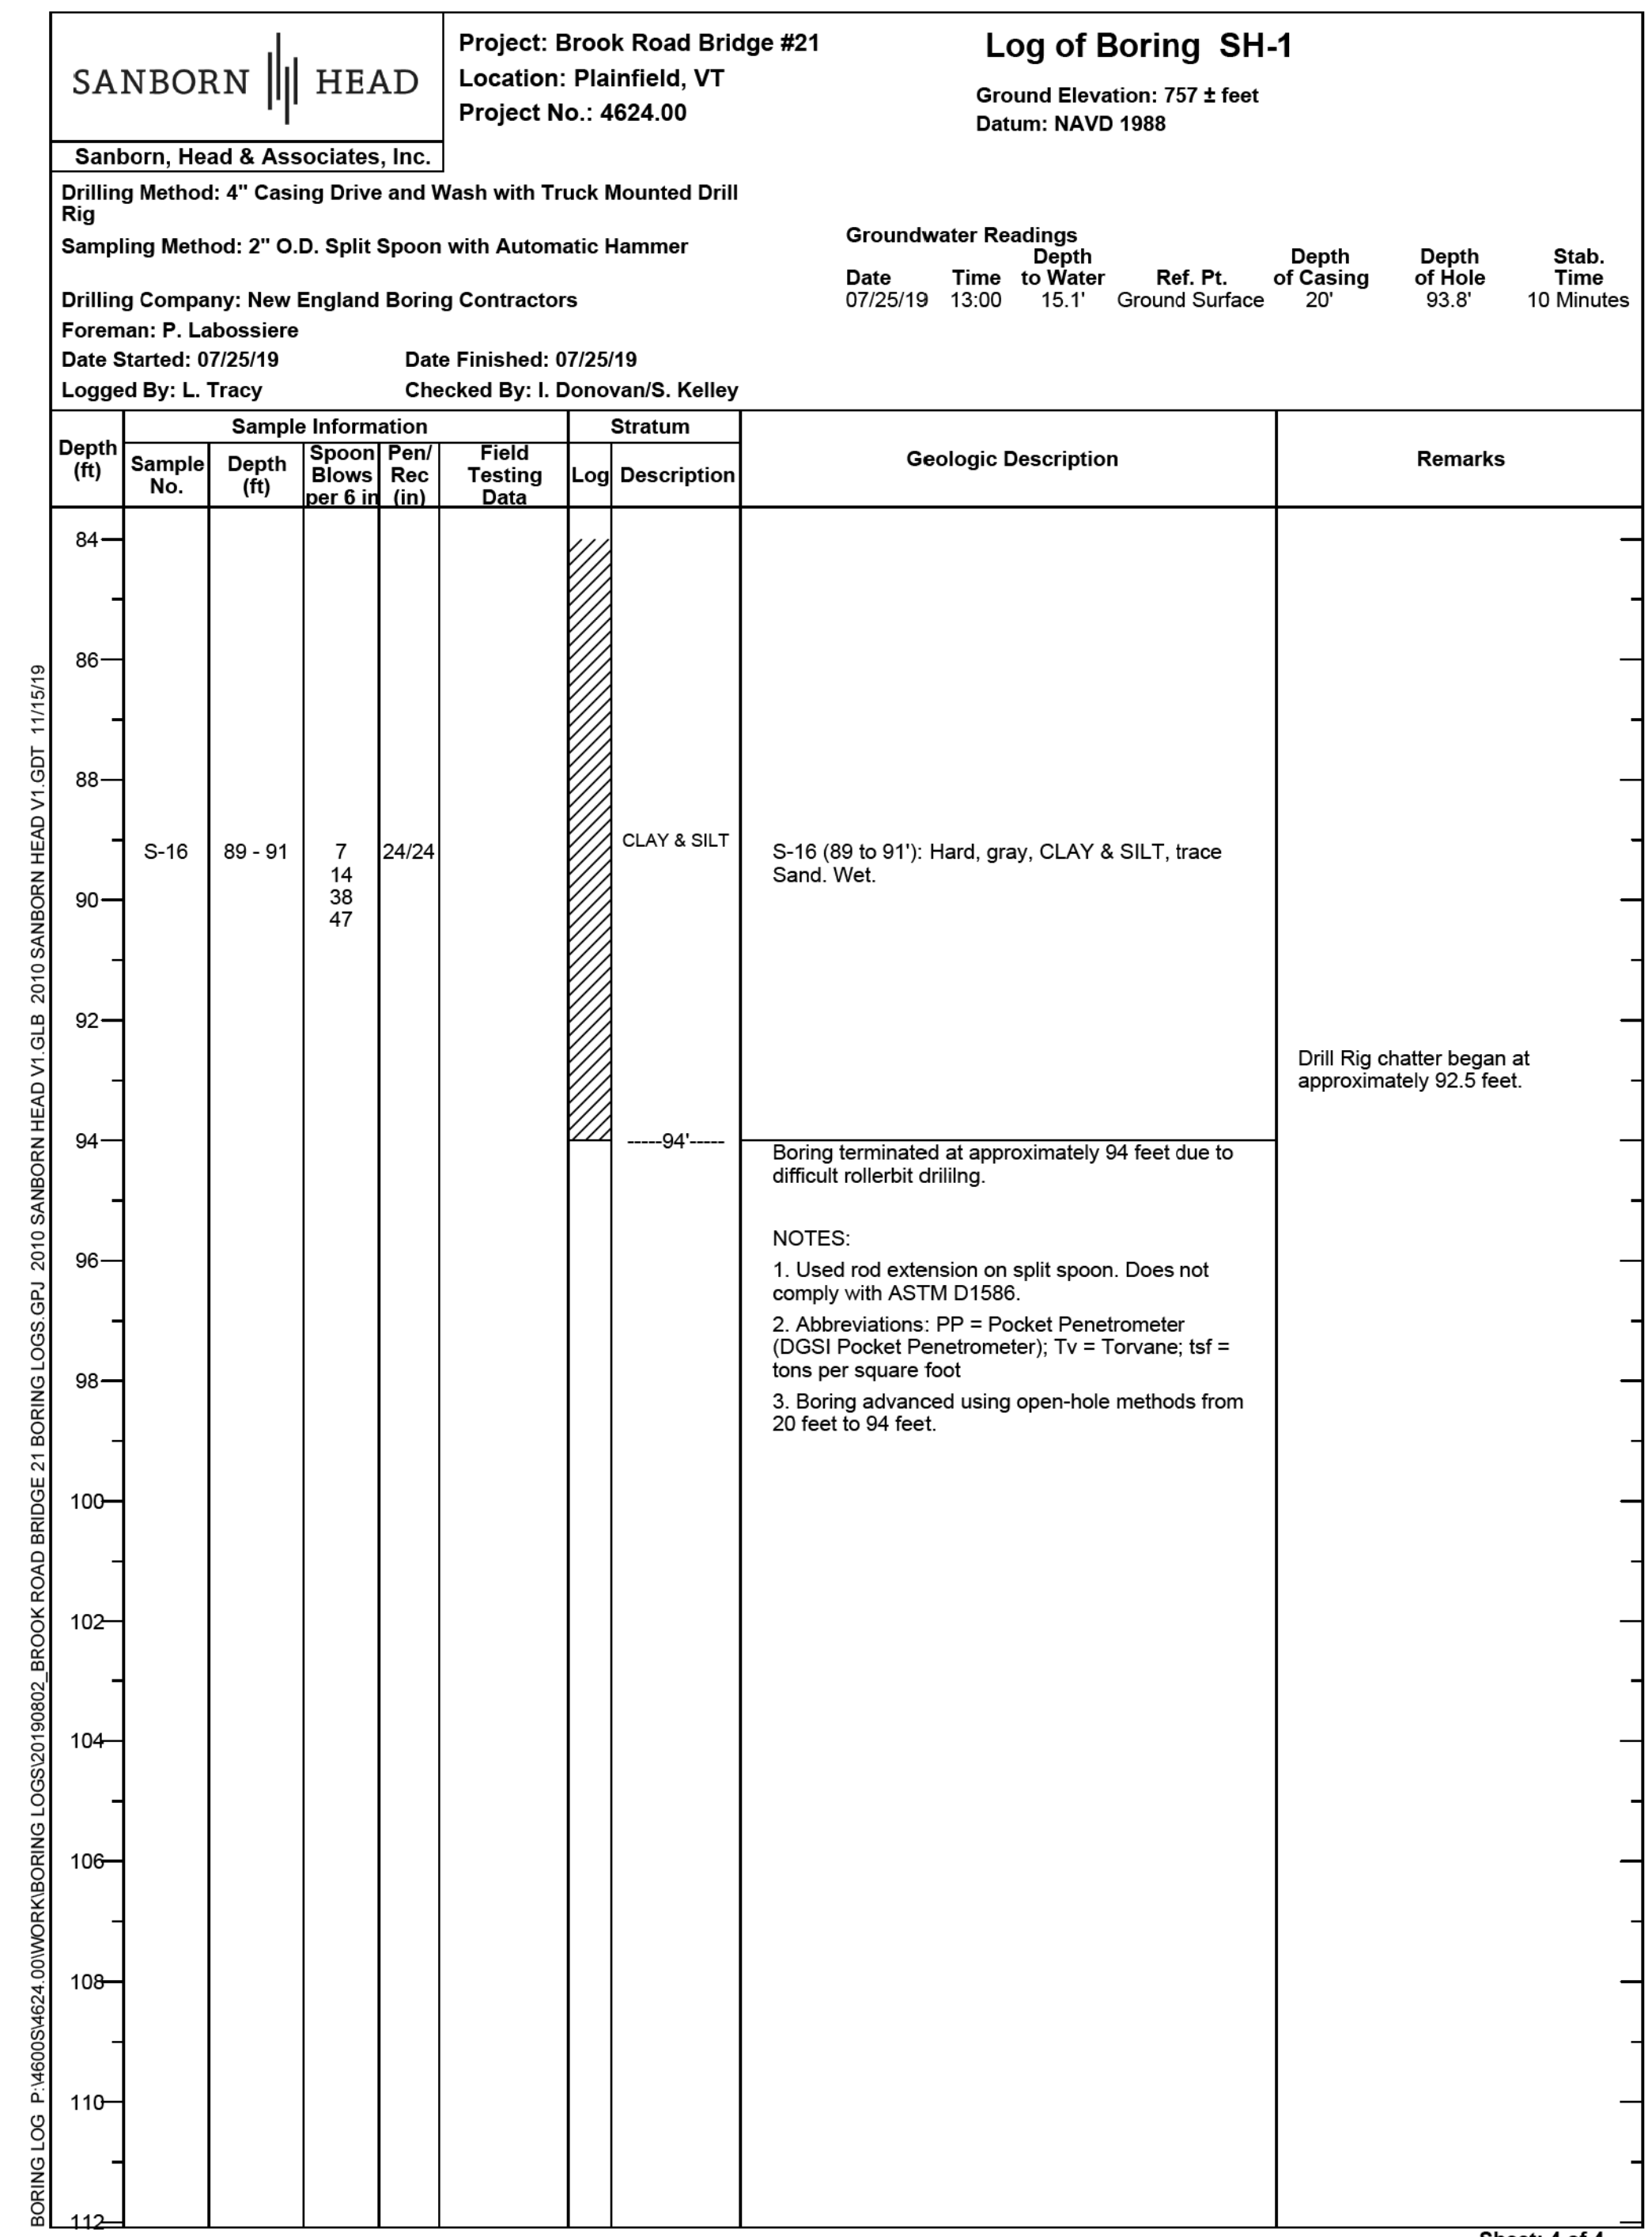 SANBORN HEAD
Sanborn, Head & Associates, Inc.
Project: Brook Road Bridge #21
Location: Plainfield, VT
Project No.: 4624.00
Log of Boring SH-1
Ground Elevation: 757 ± feet
Datum: NAVD 1988
Drilling Method: 4" Casing Drive and Wash with Truck Mounted Drill
Rig
Sampling Method: 2" O.D. Split Spoon with Automatic Hammer
Drilling Company: New England Boring Contractors
Foreman: P. Labossiere
Date Started: 07/25/19 Date Finished: 07/25/19
Logged By: L. Tracy Checked By: I. Donovan/S. Kelley
Groundwater Readings
Depth Depth Depth Stab.
Date Time to Water Ref. Pt. of Casing of Hole Time
07/25/19 13:00 15.1' Ground Surface 20' 93.8' 10 Minutes
Depth
(ft)
Sample Information
Sample
No.
Depth
(ft)
Spoon
Blows
per 6 in
Pen/
Rec
(in)
Field
Testing
Data
Stratum
Log
Description
Geologic Description
Remarks
84
86
88
S-16 89 - 91 7 24/24
14
38
47
CLAY & SILT
S-16 (89 to 91'): Hard, gray, CLAY & SILT, trace
Sand. Wet.
90
92
Drill Rig chatter began at
approximately 92.5 feet.
94
-----94'-----
Boring terminated at approximately 94 feet due to
difficult rollerbit drililng.
NOTES:
96
1. Used rod extension on split spoon. Does not
comply with ASTM D1586.
2. Abbreviations: PP = Pocket Penetrometer
(DGSI Pocket Penetrometer); Tv = Torvane; tsf =
tons per square foot
98
3. Boring advanced using open-hole methods from
20 feet to 94 feet.
100
102
104
106
108
110
112
Sheet: 4 of 4
BORING LOG P:\4600S\4624.00\WORK\BORING LOGS\20190802_BROOK ROAD BRIDGE 21 BORING LOGS.GPJ 2010 SANBORN HEAD V1.GLB 2010 SANBORN HEAD V1.GDT 11/15/19